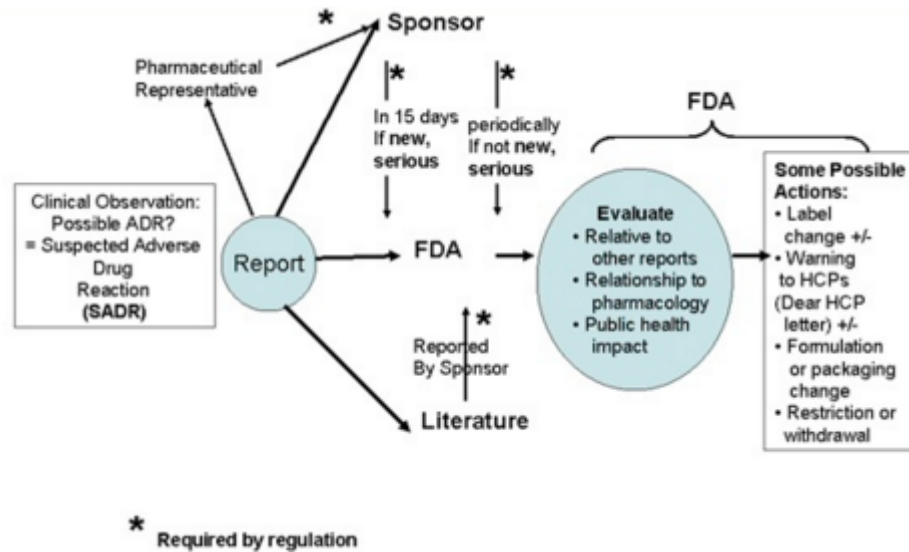 *
Sponsor
Pharmaceutical
Representative
*
In 15 days
If new,
serious
*
periodically
If not new,
serious
FDA
Clinical Observation:
Possible ADR?
= Suspected Adverse
Drug
Reaction
(SADR)
Report
FDA
Evaluate
• Relative to
other reports
• Relationship to
pharmacology
• Public health
impact
Some Possible
Actions:
• Label
change +/-
• Warning
to HCPs
(Dear HCP
letter) +/-
• Formulation
or packaging
change
• Restriction or
withdrawal
*
Reported
By Sponsor
Literature
* Required by regulation